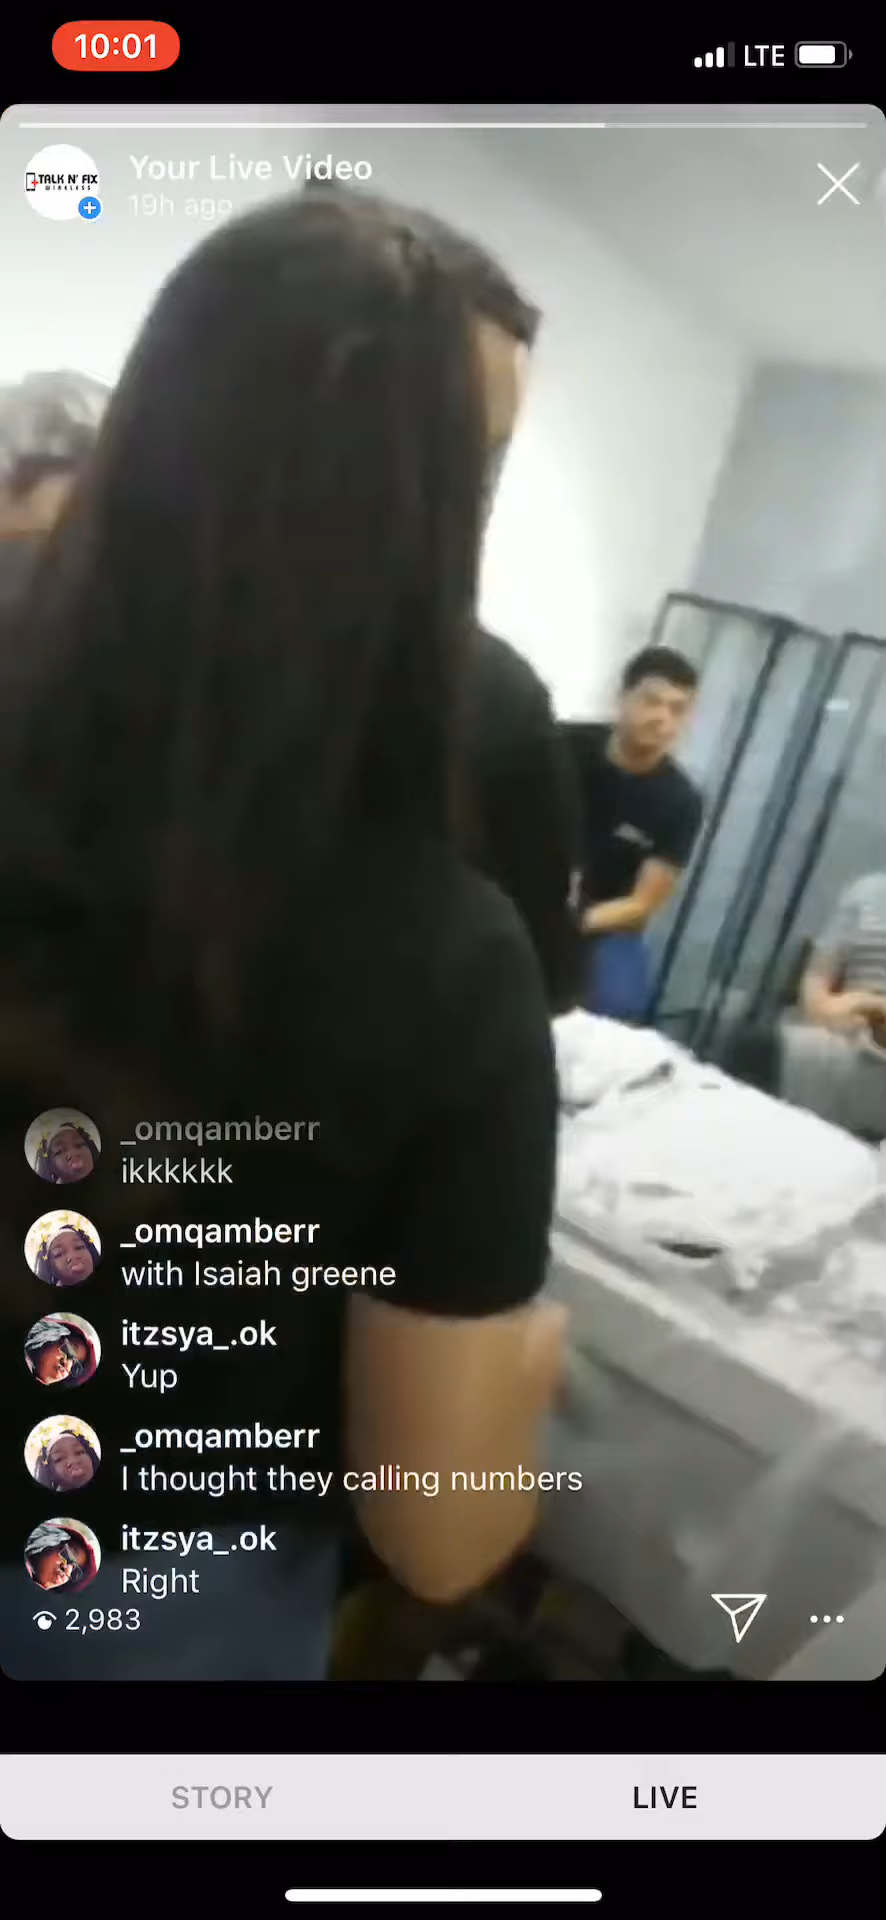 10:01
LTE
TALK N' FIX
WIRELESS
Your Live Video
19h ago
_omqamberr
ikkkkkk
_omqamberr
with Isaiah greene
itzsya_.ok
Yup
_omqamberr
I thought they calling numbers
itzsya_.ok
Right
2,983
STORY
LIVE